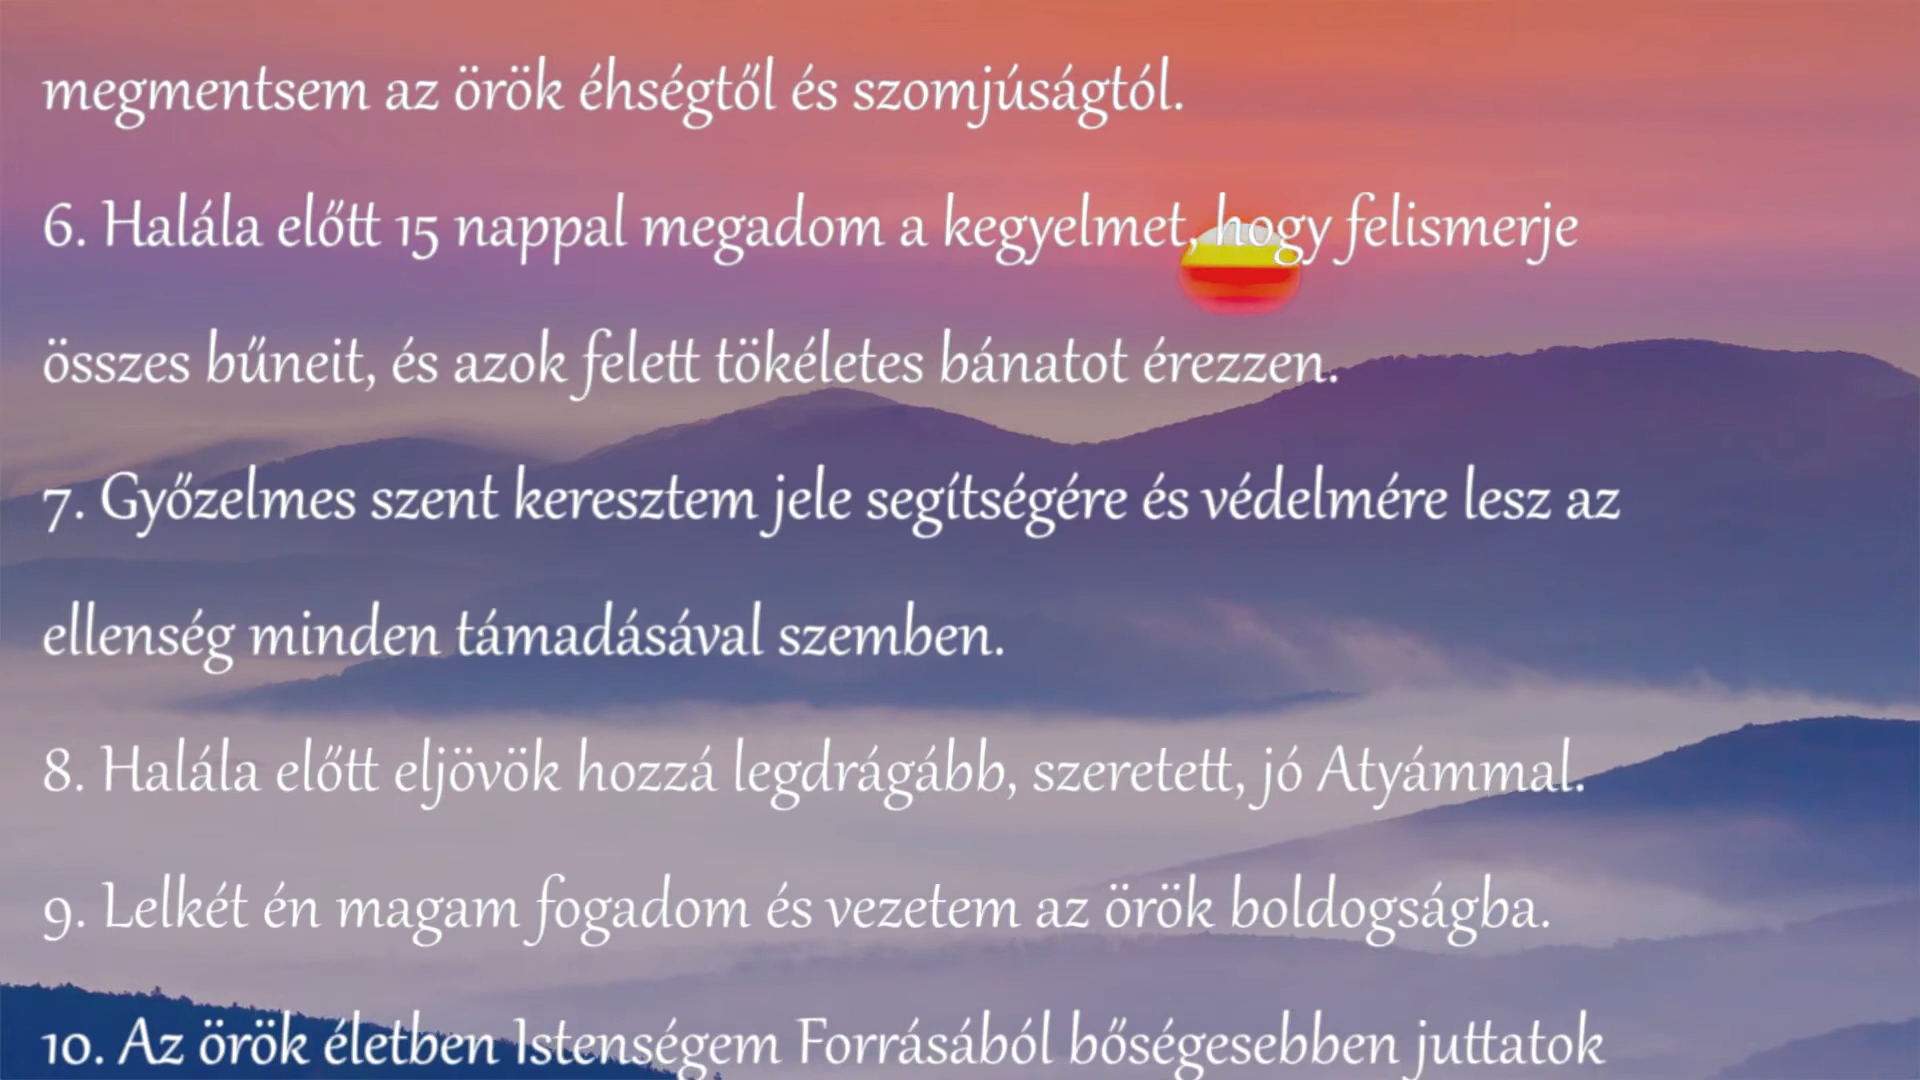 megmentsem az örök éhségtől és szomjúságtól.
6. Halála előtt 15 nappal megadom a kegyelmet, hogy felismerje
összes bűneit, és azok felett tökéletes bánatot érezzen.
7. Győzelmes szent keresztem jele segítségére és védelmére lesz az
ellenség minden támadásával szemben.
8. Halála előtt eljövök hozzá legdrágább, szeretett, jó Atyámmal.
9. Lelkét én magam fogadom és vezetem az örök boldogságba.
10. Az örök életben Istenségem Forrásából bőségesebben juttatok